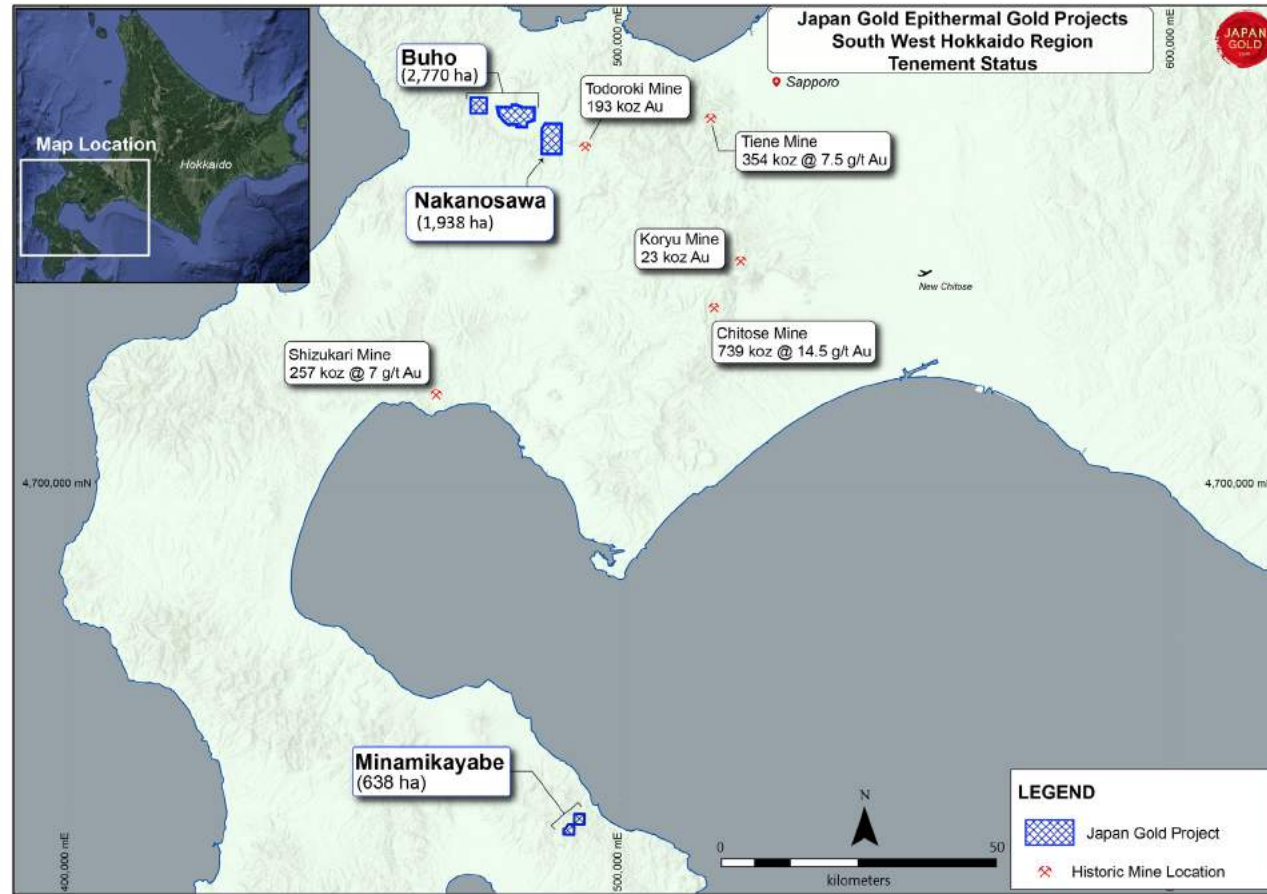 Japan Gold Epithermal Gold Projects
South West Hokkaido Region
Tenement Status
JAPAN
GOLD
500,000 mE
600,000 mE
Map Location
Hokkaido
Buho
(2,770 ha)
Todoroki Mine
193 koz Au
Sapporo
Tiene Mine
354 koz @ 7.5 g/t Au
Nakanosawa
(1,938 ha)
Koryu Mine
23 koz Au
New Chitose
Chitose Mine
739 koz @ 14.5 g/t Au
Shizukari Mine
257 koz @ 7 g/t Au
4,700,000 mN
4,700,000 mN
Minamikayabe
(638 ha)
400,000 mE
500,000 mE
N
0
50
kilometers
LEGEND
Japan Gold Project
Historic Mine Location